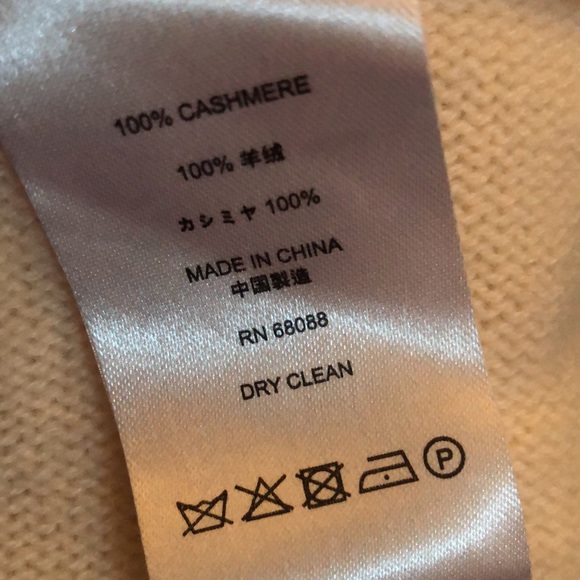 100% CASHMERE
100% 羊绒
カシミヤ 100%
MADE IN CHINA
中国製造
RN 68088
DRY CLEAN
P